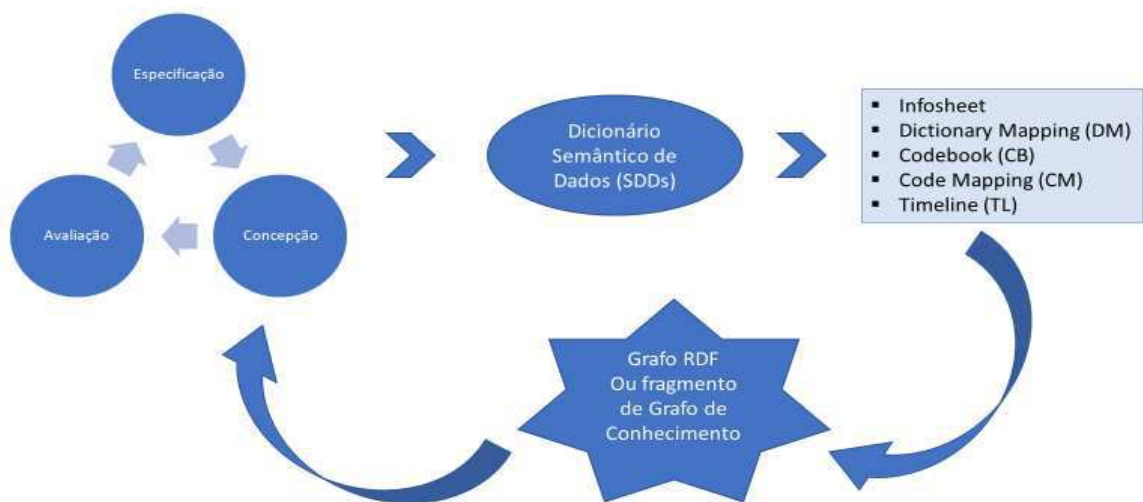 Especificação
Avaliação
Concepção
Dicionário
Semântico de
Dados (SDDs)
▪ Infosheet
▪ Dictionary Mapping (DM)
▪ Codebook (CB)
▪ Code Mapping (CM)
▪ Timeline (TL)
Grafo RDF
Ou fragmento
de Grafo de
Conhecimento